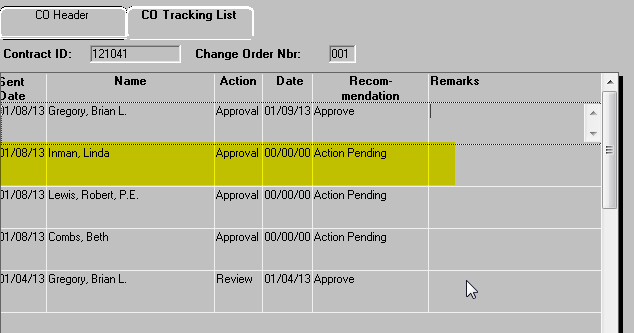 CO Header CO Tracking List
Contract ID: 121041 Change Order Nbr: 001
Sent Date Name Action Date Recom-mendation Remarks
01/08/13 Gregory, Brian L. Approval 01/09/13 Approve
01/08/13 Inman, Linda Approval 00/00/00 Action Pending
01/08/13 Lewis, Robert, P.E. Approval 00/00/00 Action Pending
01/08/13 Combs, Beth Approval 00/00/00 Action Pending
01/04/13 Gregory, Brian L. Review 01/04/13 Approve